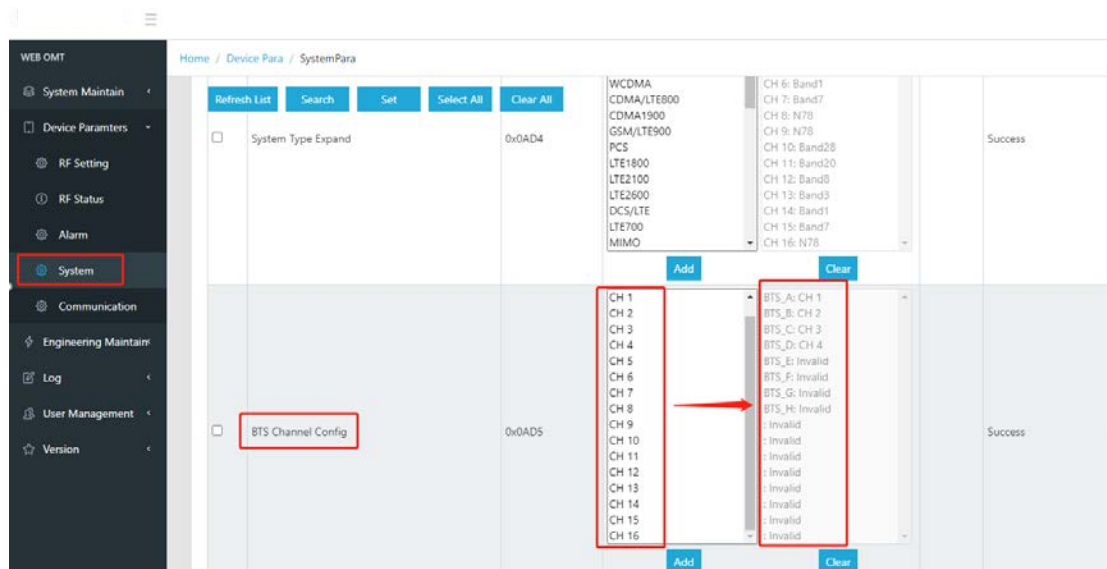 WEB OMT
System Maintain
Device Paramters
RF Setting
RF Status
Alarm
System
Communication
Engineering Maintain
Log
User Management
Version
Home / Device Para / SystemPara
Refresh List Search Set Select All Clear All
System Type Expand
0x0AD4
WCDMA
CDMA/LTE800
CDMA1900
GSM/LTE900
PCS
LTE1800
LTE2100
LTE2600
DCS/LTE
LTE700
MIMO
CH 6: Band1
CH 7: Band7
CH 8: N78
CH 9: N78
CH 10: Band28
CH 11: Band20
CH 12: Band8
CH 13: Band3
CH 14: Band1
CH 15: Band7
CH 16: N78
Success
Add Clear
BTS Channel Config
0x0AD5
CH 1
CH 2
CH 3
CH 4
CH 5
CH 6
CH 7
CH 8
CH 9
CH 10
CH 11
CH 12
CH 13
CH 14
CH 15
CH 16
BTS_A: CH 1
BTS_B: CH 2
BTS_C: CH 3
BTS_D: CH 4
BTS_E: Invalid
BTS_F: Invalid
BTS_G: Invalid
BTS_H: Invalid
: Invalid
: Invalid
: Invalid
: Invalid
: Invalid
: Invalid
: Invalid
: Invalid
Success
Add Clear